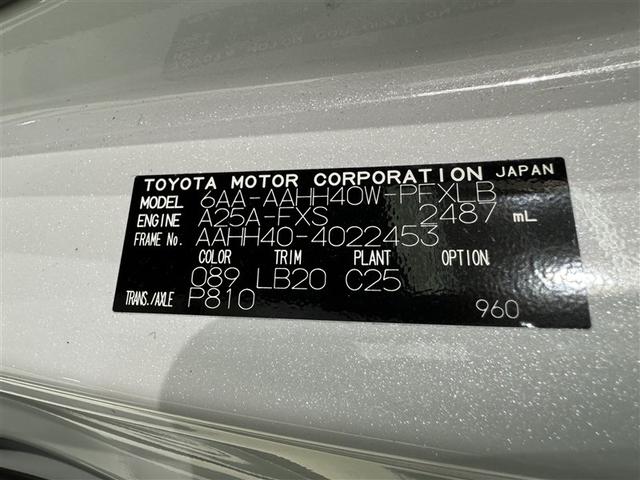 TOYOTA MOTOR CORPORATION JAPAN
MODEL 6AA-AAHH40W-PFXLB
ENGINE A25A-FXS 2487 mL
FRAME No. AAHH40-4022453
COLOR TRIM PLANT OPTION
089 LB20 C25
TRANS./AXLE P810
960